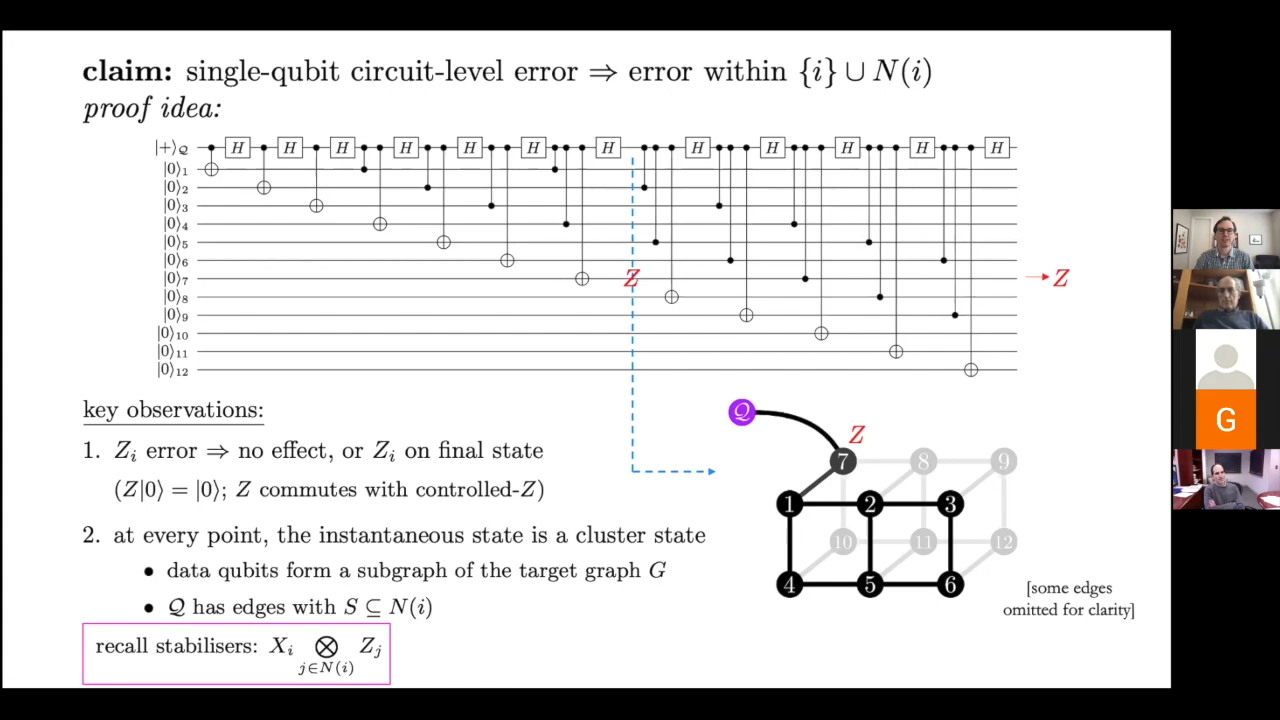 claim: single-qubit circuit-level error ⇒ error within {i} ∪ N(i)
proof idea:
|+⟩𝒬 H H H H H H H H H H H H
|0⟩₁
|0⟩₂
|0⟩₃
|0⟩₄
|0⟩₅
|0⟩₆
|0⟩₇ Z → Z
|0⟩₈
|0⟩₉
|0⟩₁₀
|0⟩₁₁
|0⟩₁₂
key observations:
1. Zᵢ error ⇒ no effect, or Zᵢ on final state
(Z|0⟩ = |0⟩; Z commutes with controlled-Z)
2. at every point, the instantaneous state is a cluster state
• data qubits form a subgraph of the target graph G
• 𝒬 has edges with S ⊆ N(i)
recall stabilisers: Xᵢ ⊗ Zⱼ
j∈N(i)
𝒬
Z
7 8 9
1 2 3
10 11 12
4 5 6
[some edges
omitted for clarity]
G